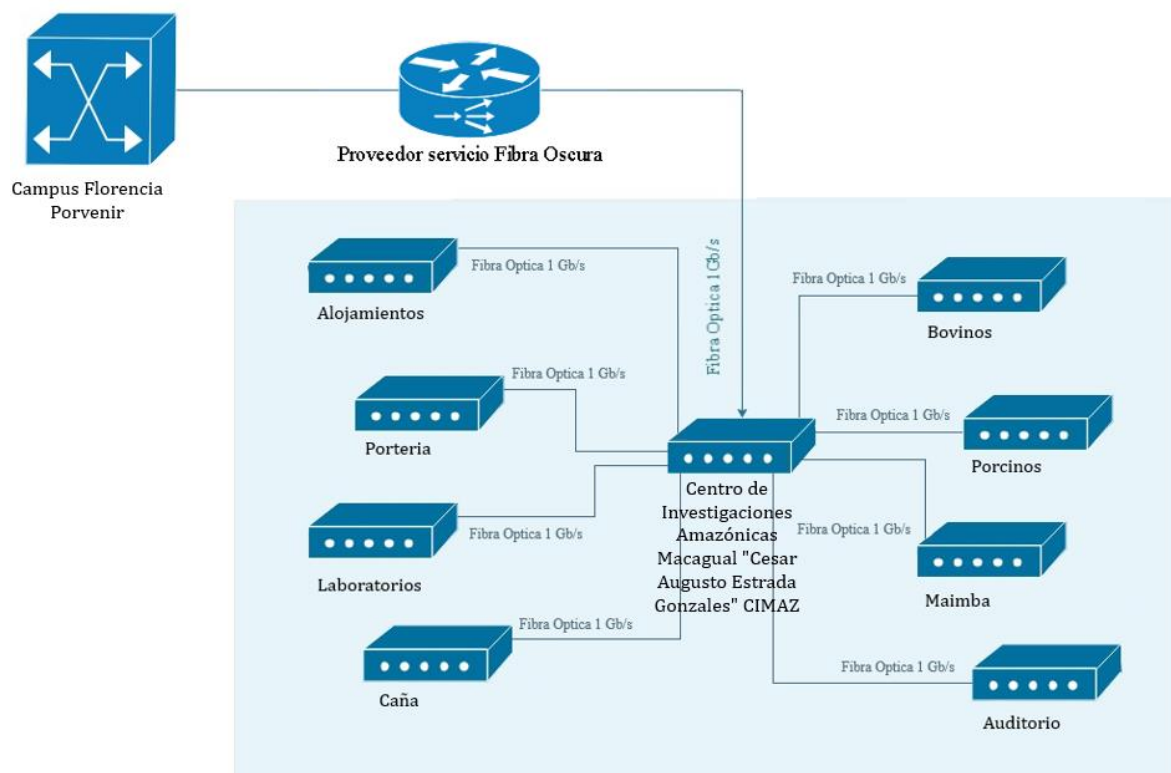 Campus Florencia
Porvenir
Proveedor servicio Fibra Oscura
Fibra Optica 1Gb/s
Fibra Optica 1 Gb/s
Alojamientos
Fibra Optica 1 Gb/s
Porteria
Fibra Optica 1 Gb/s
Laboratorios
Fibra Optica 1 Gb/s
Caña
Centro de
Investigaciones
Amazónicas
Macagual "Cesar
Augusto Estrada
Gonzales" CIMAZ
Fibra Optica 1 Gb/s
Bovinos
Fibra Optica 1 Gb/s
Porcinos
Fibra Optica 1 Gb/s
Maimba
Fibra Optica 1 Gb/s
Auditorio